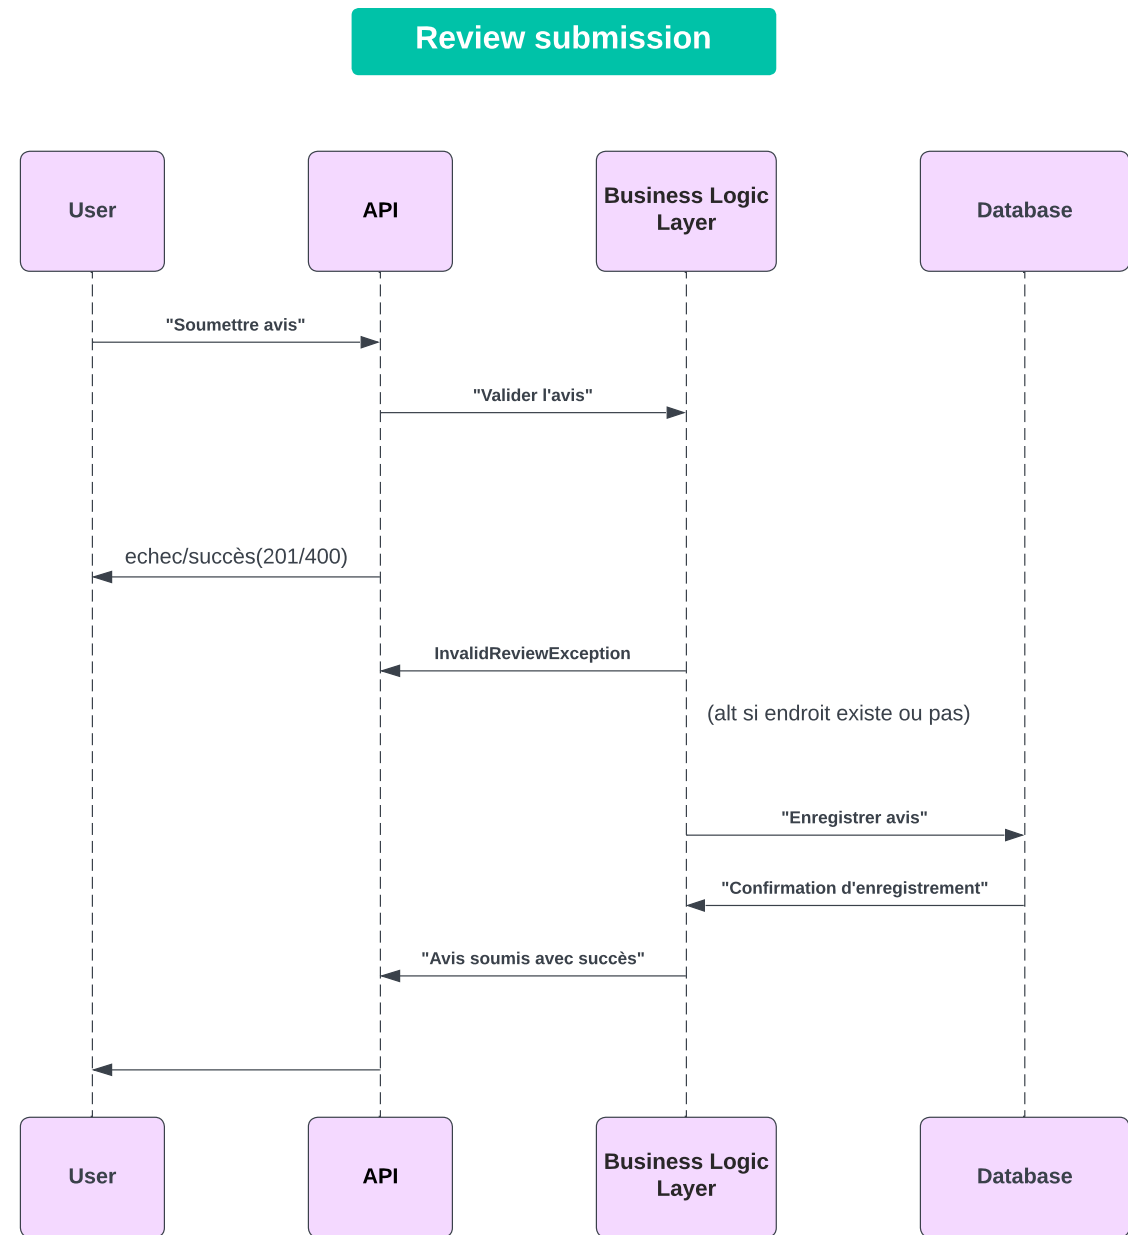 Review submission
User
API
Business Logic
Layer
Database
"Soumettre avis"
"Valider l'avis"
echec/succès(201/400)
InvalidReviewException
(alt si endroit existe ou pas)
"Enregistrer avis"
"Confirmation d'enregistrement"
"Avis soumis avec succès"
User
API
Business Logic
Layer
Database